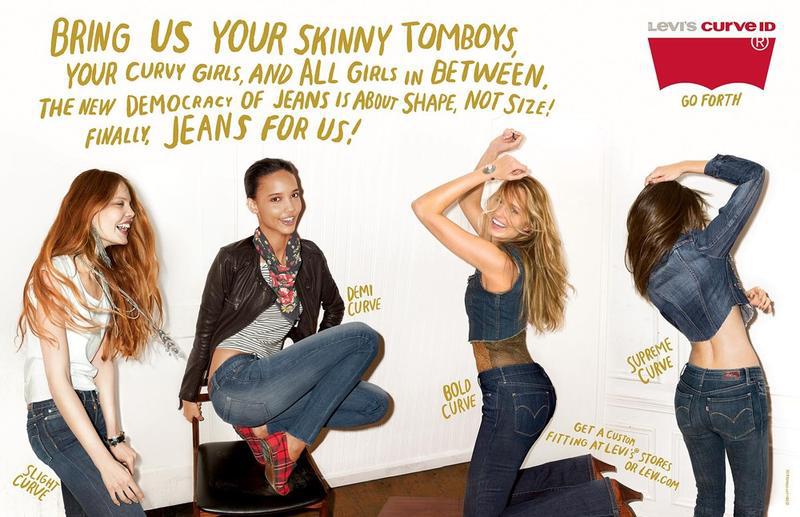 BRING US YOUR SKINNY TOMBOYS,
YOUR CURVY GIRLS, AND ALL GIRLS IN BETWEEN.
THE NEW DEMOCRACY OF JEANS IS ABOUT SHAPE, NOT SIZE!
FINALLY, JEANS FOR US!
LEVI'S CURVE ID
®
GO FORTH
DEMI
CURVE
SUPREME
CURVE
BOLD
CURVE
GET A CUSTOM
FITTING AT LEVI'S® STORES
OR LEVI.COM
SLIGHT
CURVE